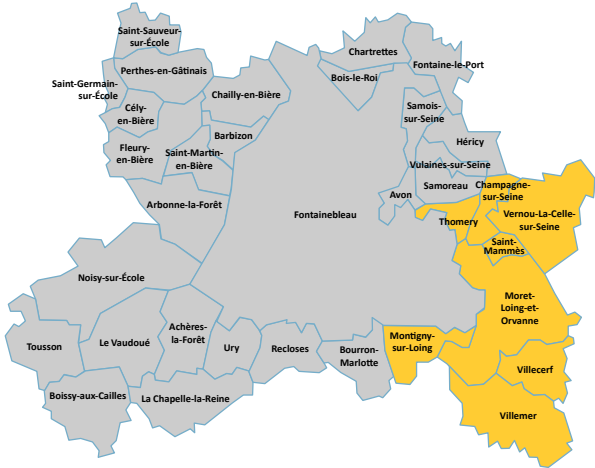 Saint-Sauveur-
sur-École
Chartrettes
Perthes-en-Gâtinais
Bois-le-Roi
Fontaine-le-Port
Saint-Germain-
sur-École
Chailly-en-Bière
Cély-
en-Bière
Samois-
sur-Seine
Barbizon
Héricy
Fleury-
en-Bière
Saint-Martin-
en-Bière
Vulaines-sur-Seine
Samoreau
Champagne-
sur-Seine
Avon
Arbonne-la-Forêt
Fontainebleau
Thomery
Vernou-La-Celle-
sur-Seine
Saint-
Mammès
Noisy-sur-École
Moret-
Loing-et-
Orvanne
Achères-
la-Forêt
Montigny-
sur-Loing
Tousson
Le Vaudoué
Ury
Recloses
Bourron-
Marlotte
Villecerf
Boissy-aux-Cailles
La Chapelle-la-Reine
Villemer